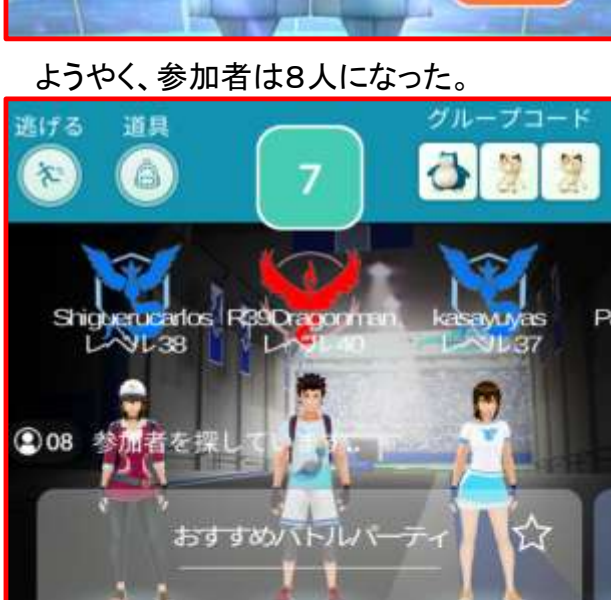 ようやく、参加者は8人になった。
逃げる 道具 グループコード
7
Shiguerucarlos R39Dragonman kasayuyas P
レベル38 レベル40 レベル37
08 参加者を探しています…
おすすめバトルパーティ